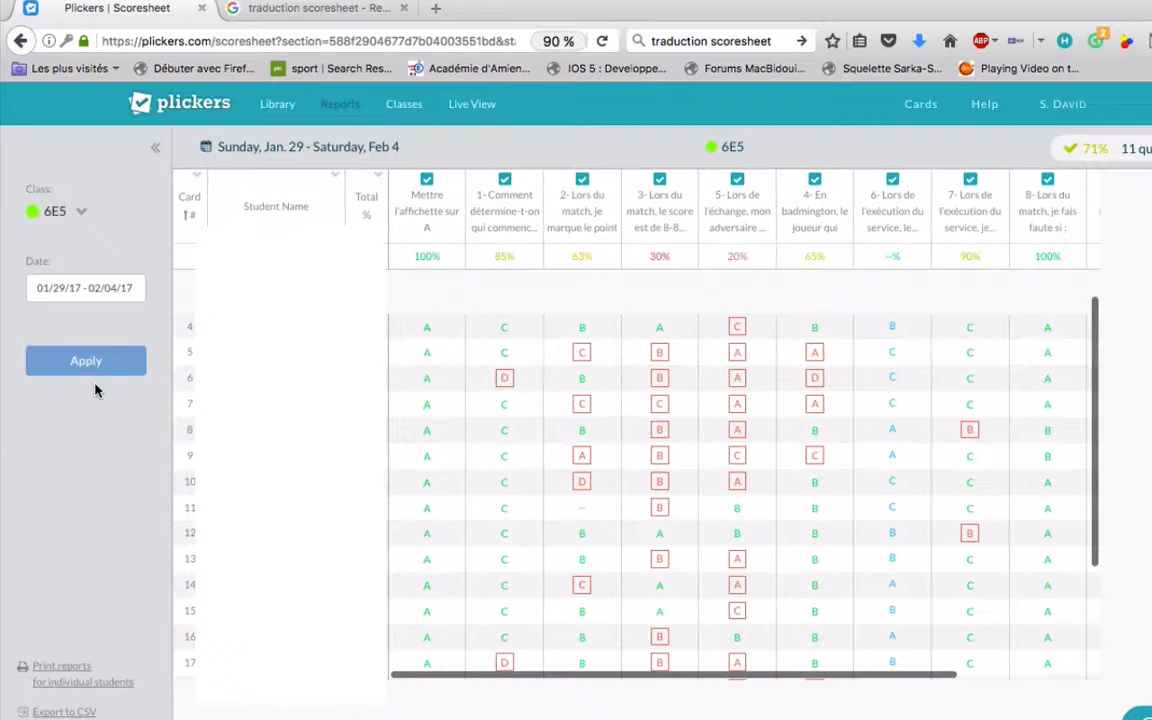 Plickers | Scoresheet
traduction scoresheet - Re...
https://plickers.com/scoresheet?section=588f2904677d7b04003551bd&st
90 %
traduction scoresheet
ABP
2
Les plus visités
Débuter avec Firef...
sport | Search Res...
Académie d'Amien...
IOS 5 : Developpe...
Forums MacBidoui...
Squelette Sarka-S...
Playing Video on t...
plickers Library Reports Classes Live View Cards Help S. DAVID
Sunday, Jan. 29 - Saturday, Feb 4
6E5
71% 11 qu
Class:
6E5
Date:
01/29/17 - 02/04/17
Apply
Print reports
for individual students
Export to CSV
Card
#
Student Name
Total
%
Mettre
l'affichette sur
A
1- Comment
détermine-t-on
qui commenc...
2- Lors du
match, je
marque le point
3- Lors du
match, le score
est de 8-8...
5- Lors de
l'échange, mon
adversaire ...
4- En
badmington, le
joueur qui
6- Lors de
l'exécution du
service, le...
7- Lors de
l'exécution du
service, je...
8- Lors du
match, je fais
faute si :
100% 85% 63% 30% 20% 65% --% 90% 100%
4 A C B A C B B C A
5 A C C B A A C C A
6 A D B B A D C C A
7 A C C C A A C C A
8 A C B B A B A B B
9 A C A B C C A C B
10 A C D B A B C C A
11 A C -- B B B C C A
12 A C B A B B B B A
13 A C B B A B B C A
14 A C C A A B A C A
15 A C B A C B B C A
16 A C B B B B A C A
17 A D B B A B B C A